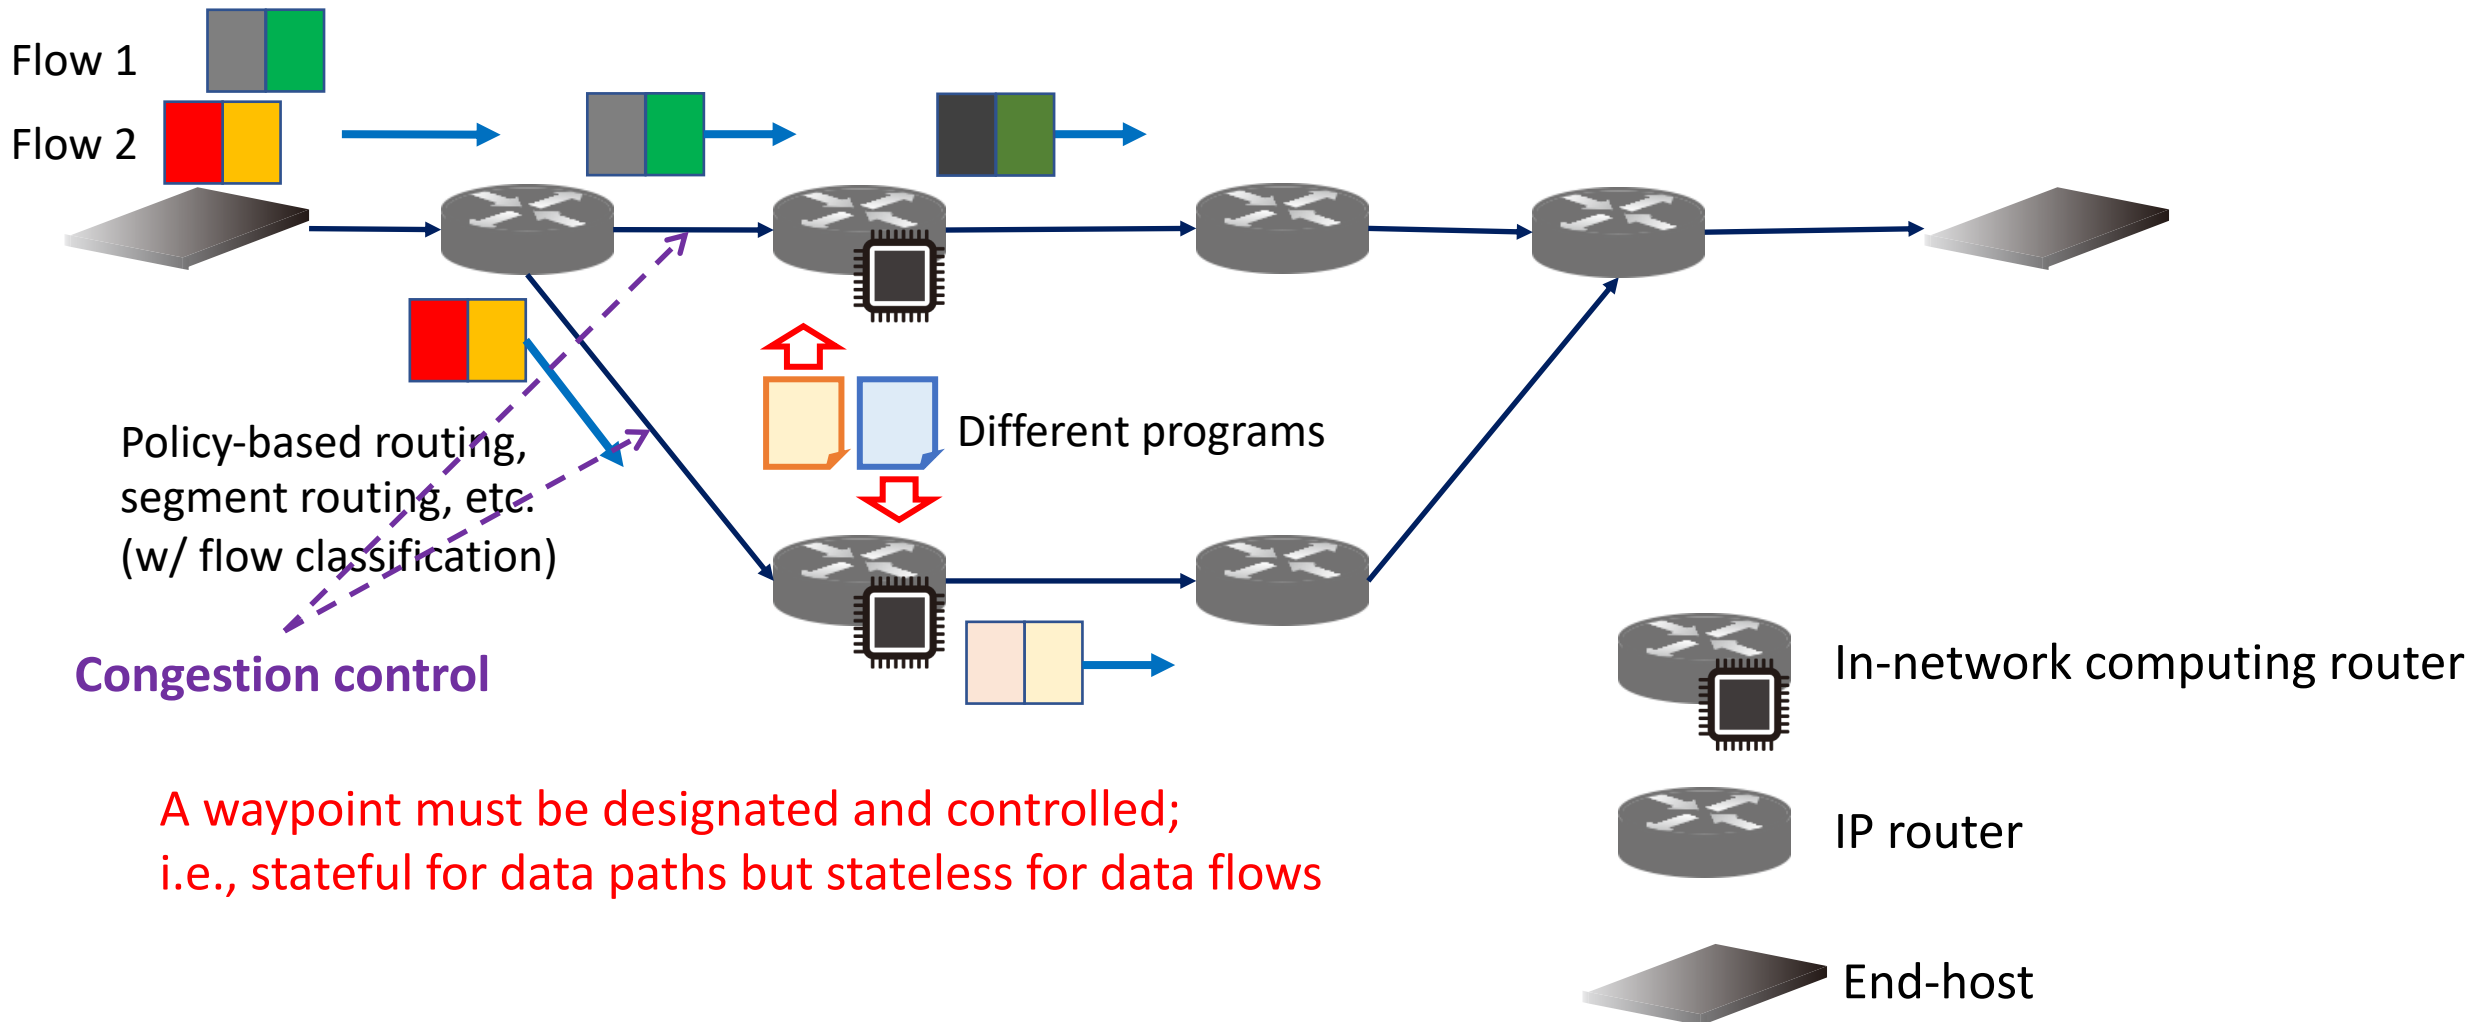 Flow 1
Flow 2
Policy-based routing,
segment routing, etc.
(w/ flow classification)
Different programs
Congestion control
In-network computing router
A waypoint must be designated and controlled;
i.e., stateful for data paths but stateless for data flows
IP router
End-host